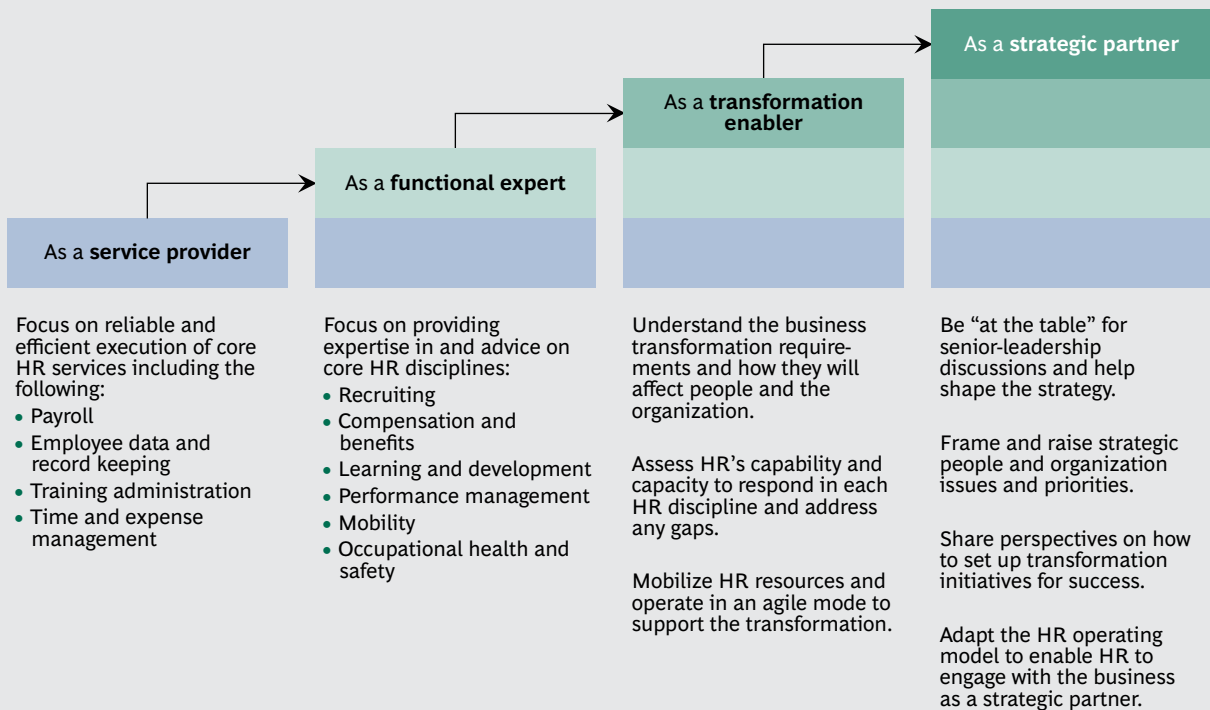 As a strategic partner
As a transformation
enabler
As a functional expert
As a service provider
Focus on reliable and
efficient execution of core
HR services including the
following:
• Payroll
• Employee data and
record keeping
• Training administration
• Time and expense
management
Focus on providing
expertise in and advice on
core HR disciplines:
• Recruiting
• Compensation and
benefits
• Learning and development
• Performance management
• Mobility
• Occupational health and
safety
Understand the business
transformation require-
ments and how they will
affect people and the
organization.
Assess HR’s capability and
capacity to respond in each
HR discipline and address
any gaps.
Mobilize HR resources and
operate in an agile mode to
support the transformation.
Be “at the table” for
senior-leadership
discussions and help
shape the strategy.
Frame and raise strategic
people and organization
issues and priorities.
Share perspectives on how
to set up transformation
initiatives for success.
Adapt the HR operating
model to enable HR to
engage with the business
as a strategic partner.